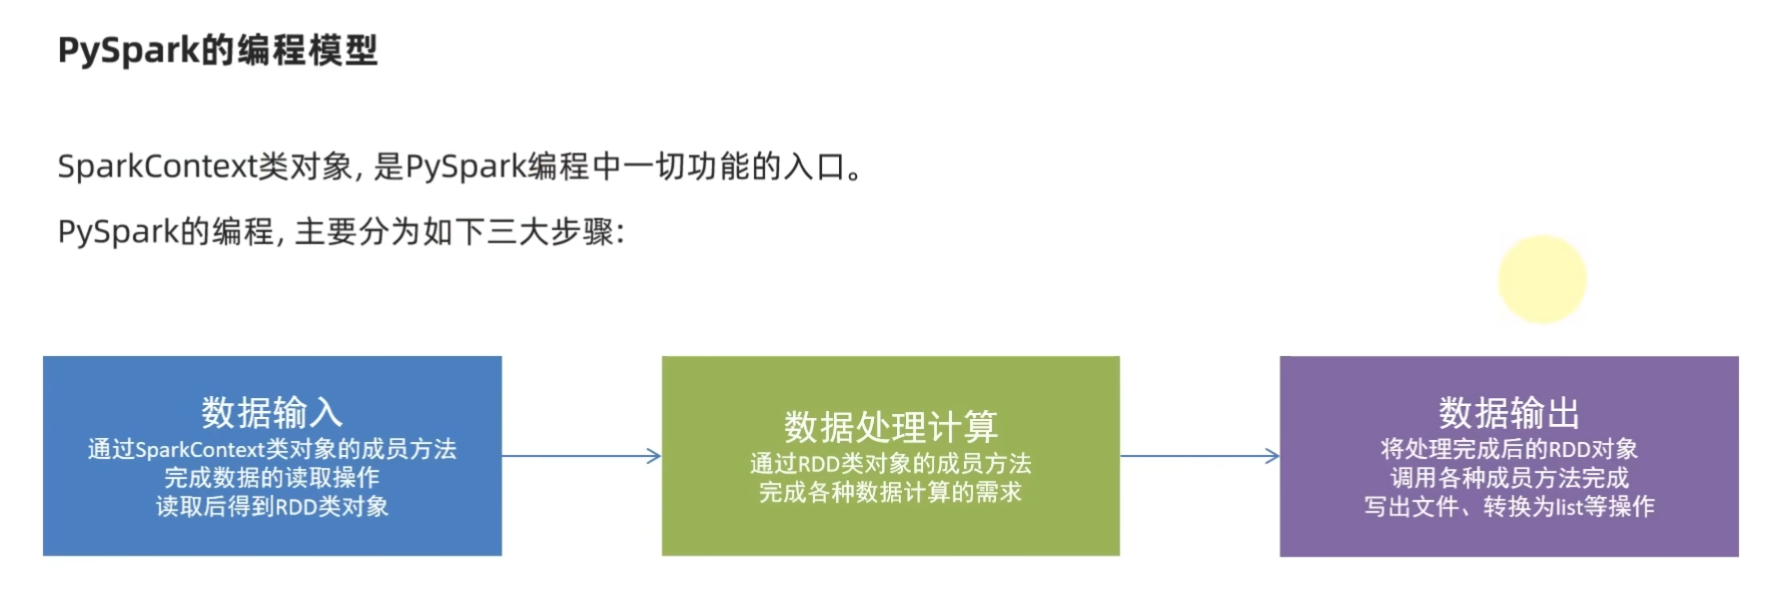 PySpark的编程模型
SparkContext类对象, 是PySpark编程中一切功能的入口。
PySpark的编程, 主要分为如下三大步骤:
数据输入
通过SparkContext类对象的成员方法
完成数据的读取操作
读取后得到RDD类对象
数据处理计算
通过RDD类对象的成员方法
完成各种数据计算的需求
数据输出
将处理完成后的RDD对象
调用各种成员方法完成
写出文件、转换为list等操作